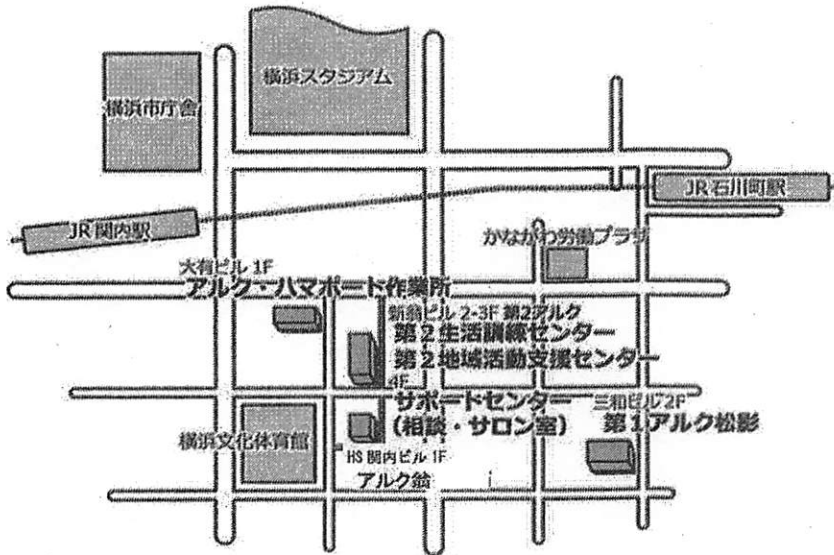 横浜スタジアム
横浜市庁舎
JR 石川町駅
JR 関内駅
かながわ労働プラザ
大有ビル 1F
アルク・ハマポート作業所
新翁ビル 2-3F 第2アルク
第2生活訓練センター
第2地域活動支援センター
4F
サポートセンター
(相談・サロン室)
三和ビル 2F
第1アルク松影
横浜文化体育館
HS 関内ビル 1F
アルク翁